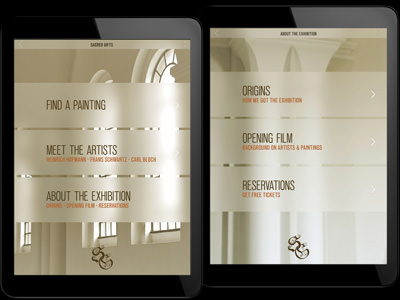 SACRED GIFTS
FIND A PAINTING
MEET THE ARTISTS
HEINRICH HOFMANN · FRANS SCHWARTZ · CARL BLOCH
ABOUT THE EXHIBITION
ORIGINS · OPENING FILM · RESERVATIONS
ABOUT THE EXHIBITION
ORIGINS
HOW WE GOT THE EXHIBITION
OPENING FILM
BACKGROUND ON ARTISTS & PAINTINGS
RESERVATIONS
GET FREE TICKETS